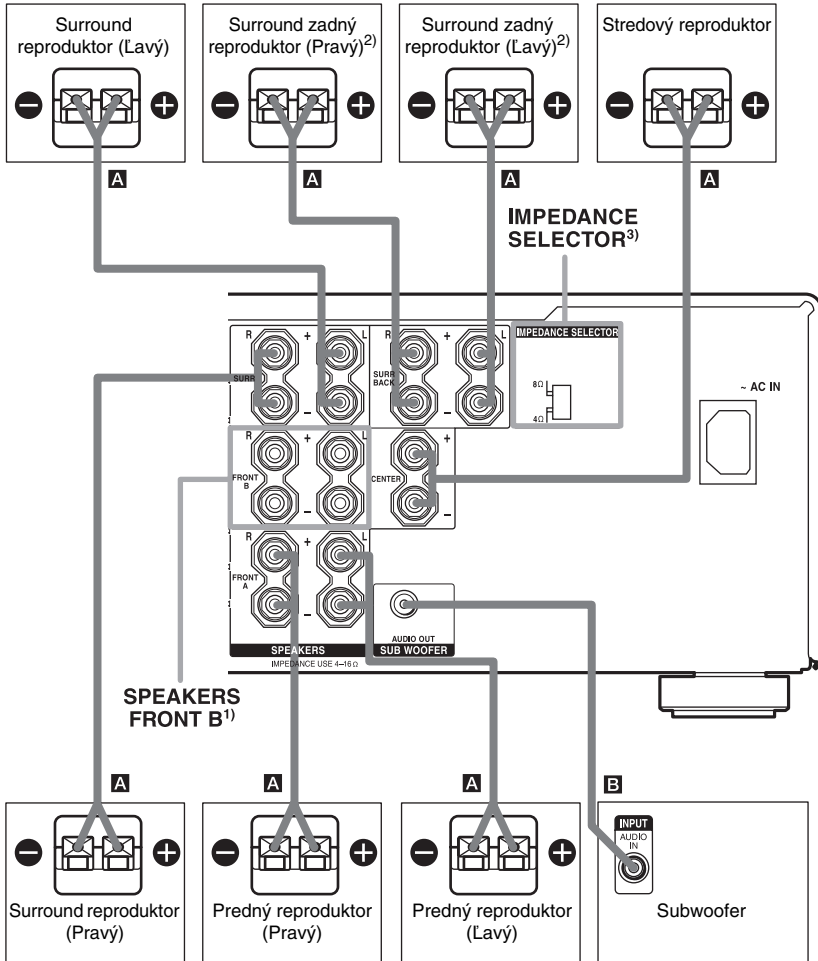 Surround
reproduktor (Ľavý)
Surround zadný
reproduktor (Pravý)2)
Surround zadný
reproduktor (Ľavý)2)
Stredový reproduktor
A
A
A
A
IMPEDANCE
SELECTOR3)
R
+
L
SURR
–
R
+
L
SURR
BACK
–
IMPEDANCE SELECTOR
8Ω
4Ω
~ AC IN
R
L
FRONT
B
–
+
CENTER
–
R
+
L
FRONT
A
–
AUDIO OUT
SPEAKERS
SUB WOOFER
IMPEDANCE USE 4–16 Ω
SPEAKERS
FRONT B1)
A
A
A
B
INPUT
AUDIO
IN
Surround reproduktor
(Pravý)
Predný reproduktor
(Pravý)
Predný reproduktor
(Ľavý)
Subwoofer